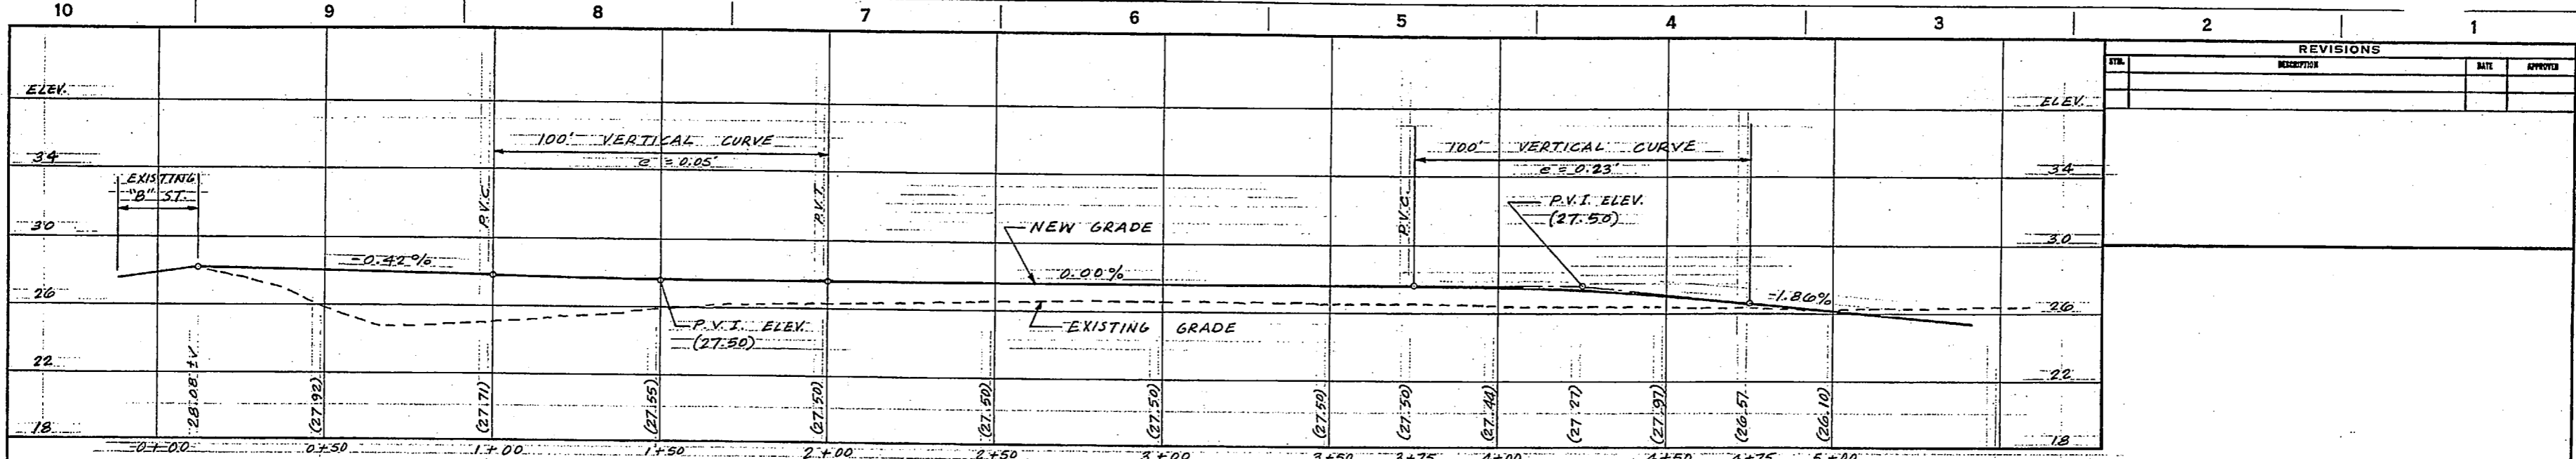 10 9 8 7 6 5 4 3 2 1
REVISIONS
SYM. DESCRIPTION DATE APPROVED
ELEV. ELEV.
100' VERTICAL CURVE
e = 0.05'
100' VERTICAL CURVE
e = 0.23'
34 34
EXISTING
"B" ST.
P.V.C.
P.V.T.
P.V.C.
P.V.I. ELEV.
(27.50)
30 30
NEW GRADE
-0.42%
0.00%
-1.86%
26 26
P.V.I. ELEV.
(27.50)
EXISTING GRADE
22 22
28.08 ±V
(27.92)
(27.71)
(27.55)
(27.50)
(27.50)
(27.50)
(27.50)
(27.50)
(27.44)
(27.27)
(27.97)
(26.57
(26.10)
18 18
0+00 0+50 1+00 1+50 2+00 2+50 3+00 3+50 3+75 4+00 4+50 4+75 5+00